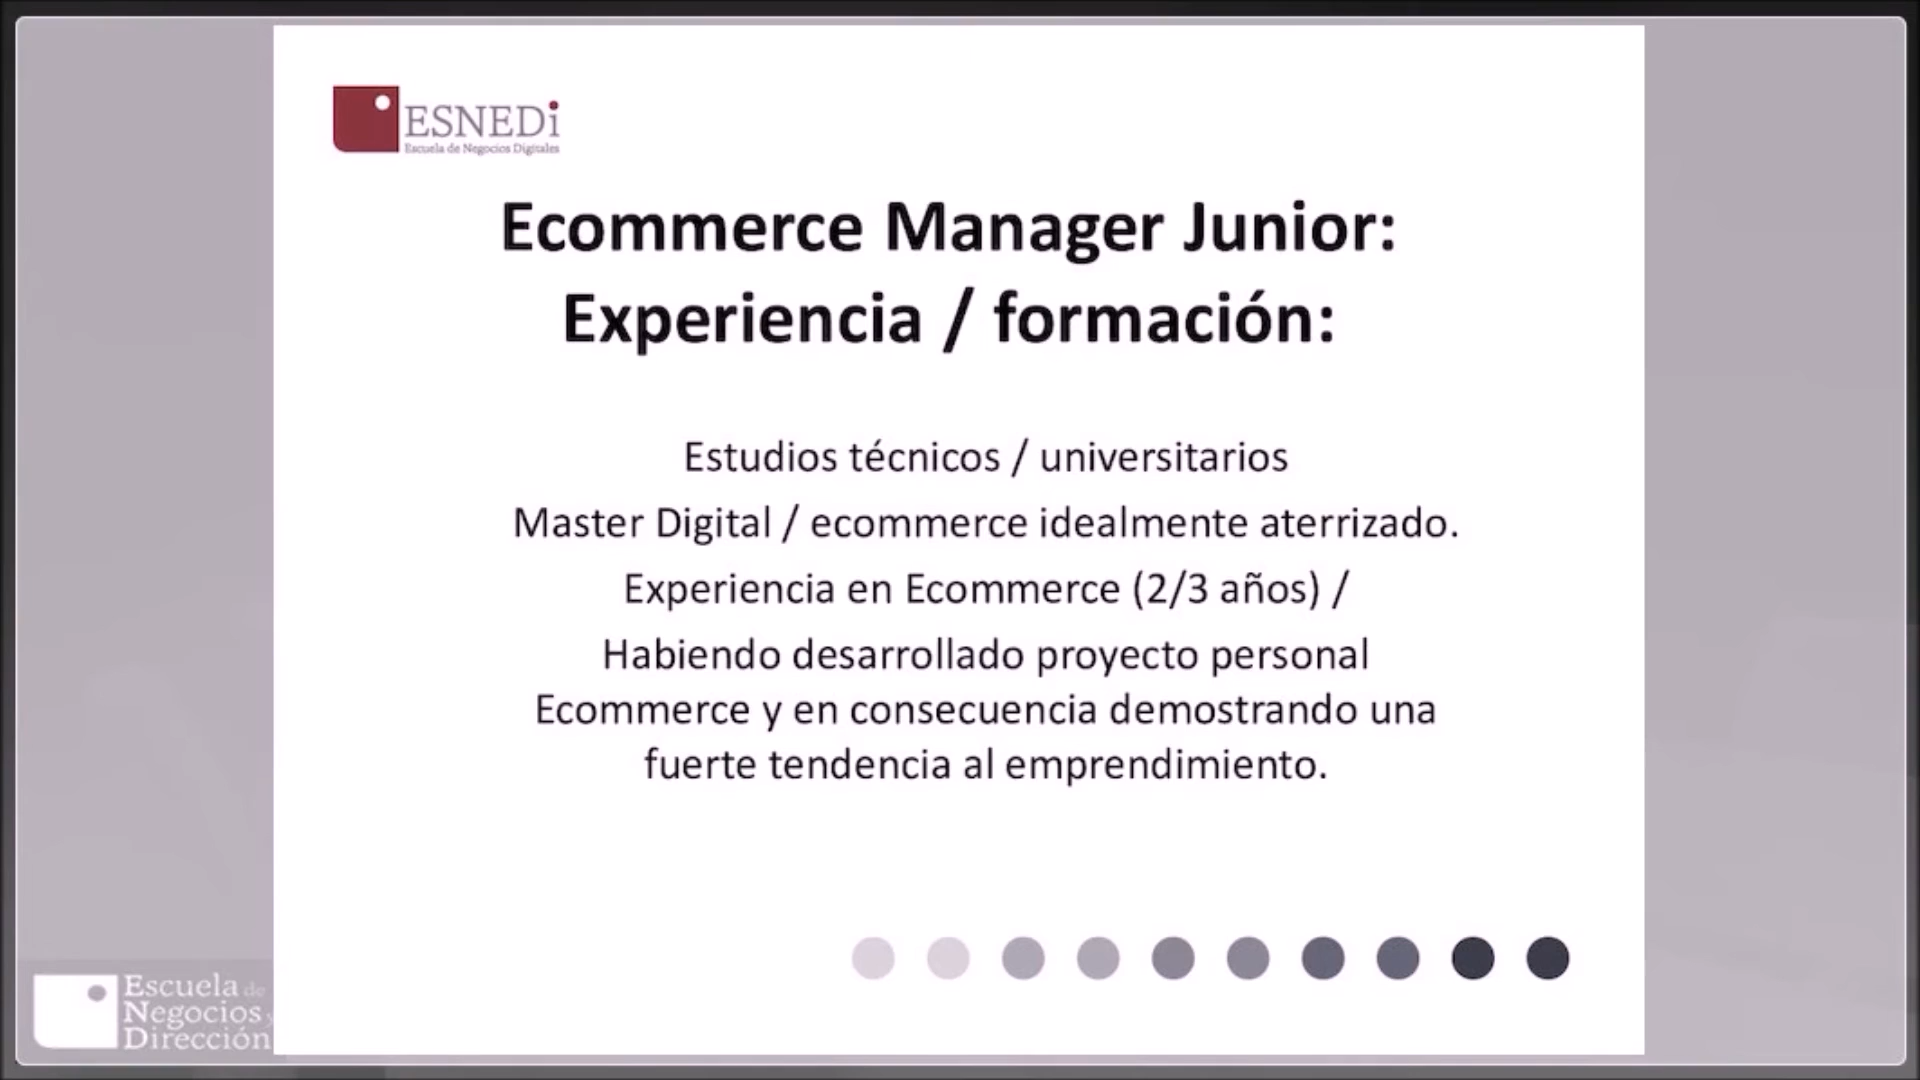 ESNEDi
Escuela de Negocios Digitales
Ecommerce Manager Junior:
Experiencia / formación:
Estudios técnicos / universitarios
Master Digital / ecommerce idealmente aterrizado.
Experiencia en Ecommerce (2/3 años) /
Habiendo desarrollado proyecto personal
Ecommerce y en consecuencia demostrando una
fuerte tendencia al emprendimiento.
Escuela de
Negocios y
Dirección